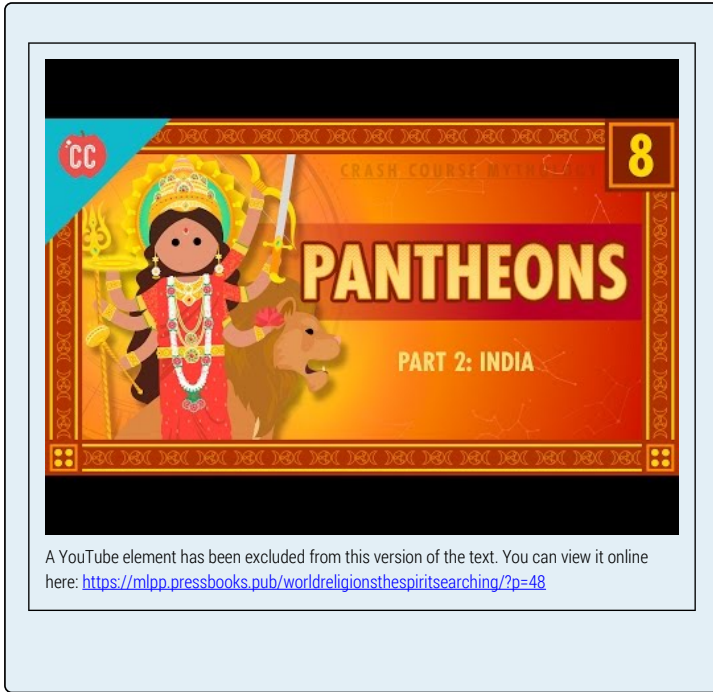 CC
8
CRASH COURSE MYTHOLOGY
PANTHEONS
PART 2: INDIA
A YouTube element has been excluded from this version of the text. You can view it online
here: https://mlpp.pressbooks.pub/worldreligionsthespiritsearching/?p=48